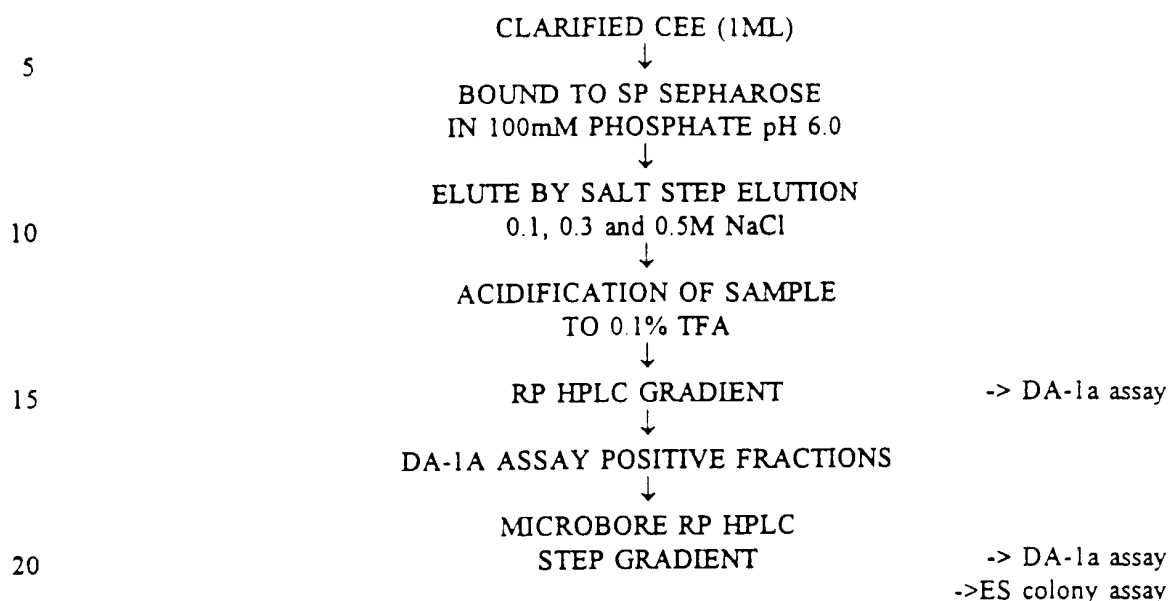 CLARIFIED CEE (1ML)
5
↓
BOUND TO SP SEPHAROSE
IN 100mM PHOSPHATE pH 6.0
↓
ELUTE BY SALT STEP ELUTION
10 0.1, 0.3 and 0.5M NaCl
↓
ACIDIFICATION OF SAMPLE
TO 0.1% TFA
↓
15 RP HPLC GRADIENT -> DA-1a assay
↓
DA-1A ASSAY POSITIVE FRACTIONS
↓
MICROBORE RP HPLC
20 STEP GRADIENT -> DA-1a assay
->ES colony assay